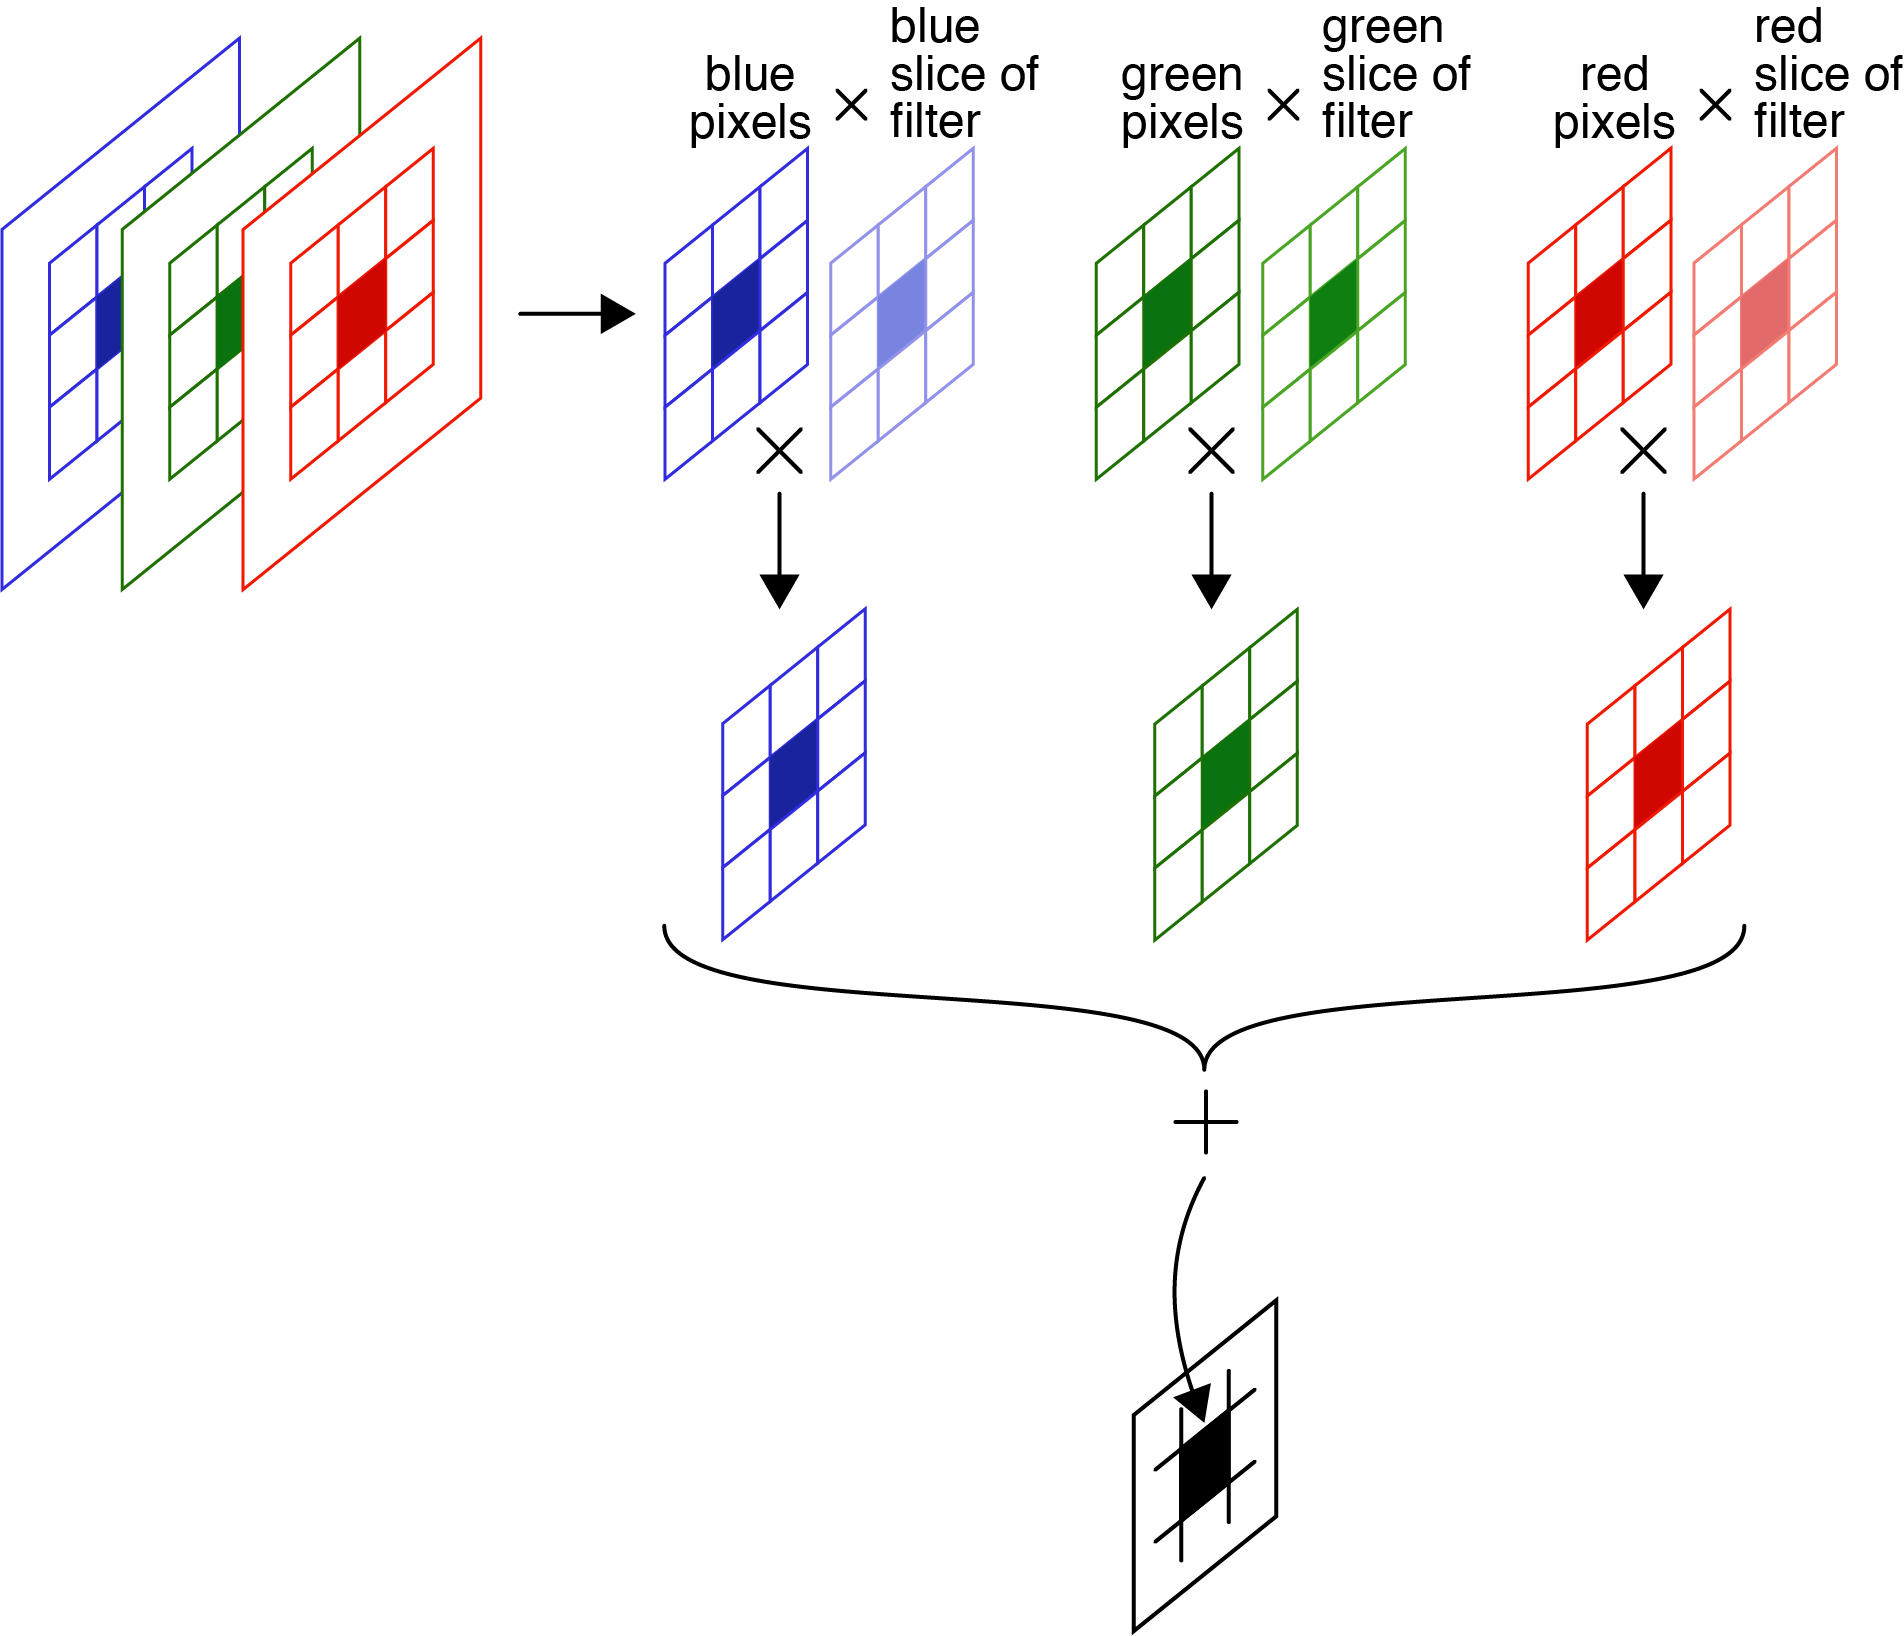 blue
pixels
×
blue
slice of
filter
green
pixels
×
green
slice of
filter
red
pixels
×
red
slice of
filter